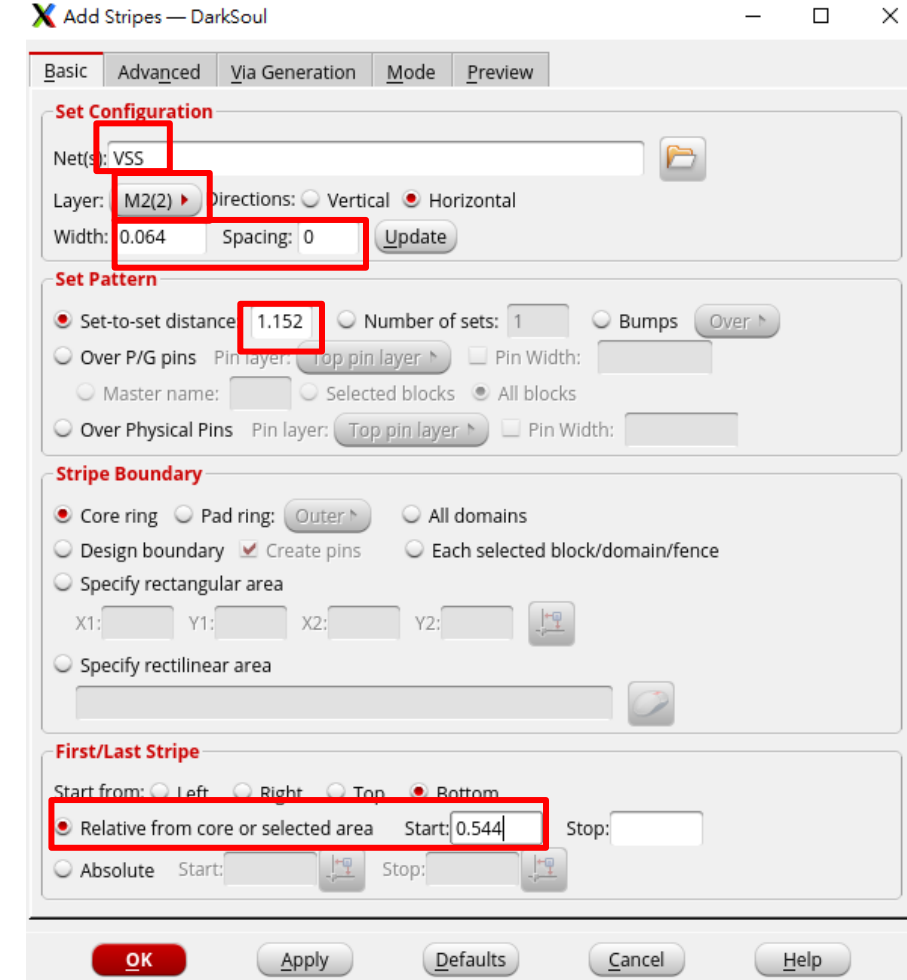 Add Stripes — DarkSoul
Basic Advanced Via Generation Mode Preview
Set Configuration
Net(s): VSS
Layer: M2(2) Directions: Vertical Horizontal
Width: 0.064 Spacing: 0 Update
Set Pattern
Set-to-set distance: 1.152 Number of sets: 1 Bumps Over
Over P/G pins Pin layer: Top pin layer Pin Width:
Master name: Selected blocks All blocks
Over Physical Pins Pin layer: Top pin layer Pin Width:
Stripe Boundary
Core ring Pad ring: Outer All domains
Design boundary Create pins Each selected block/domain/fence
Specify rectangular area
X1: Y1: X2: Y2:
Specify rectilinear area
First/Last Stripe
Start from: Left Right Top Bottom
Relative from core or selected area Start: 0.544 Stop:
Absolute Start: Stop:
OK Apply Defaults Cancel Help